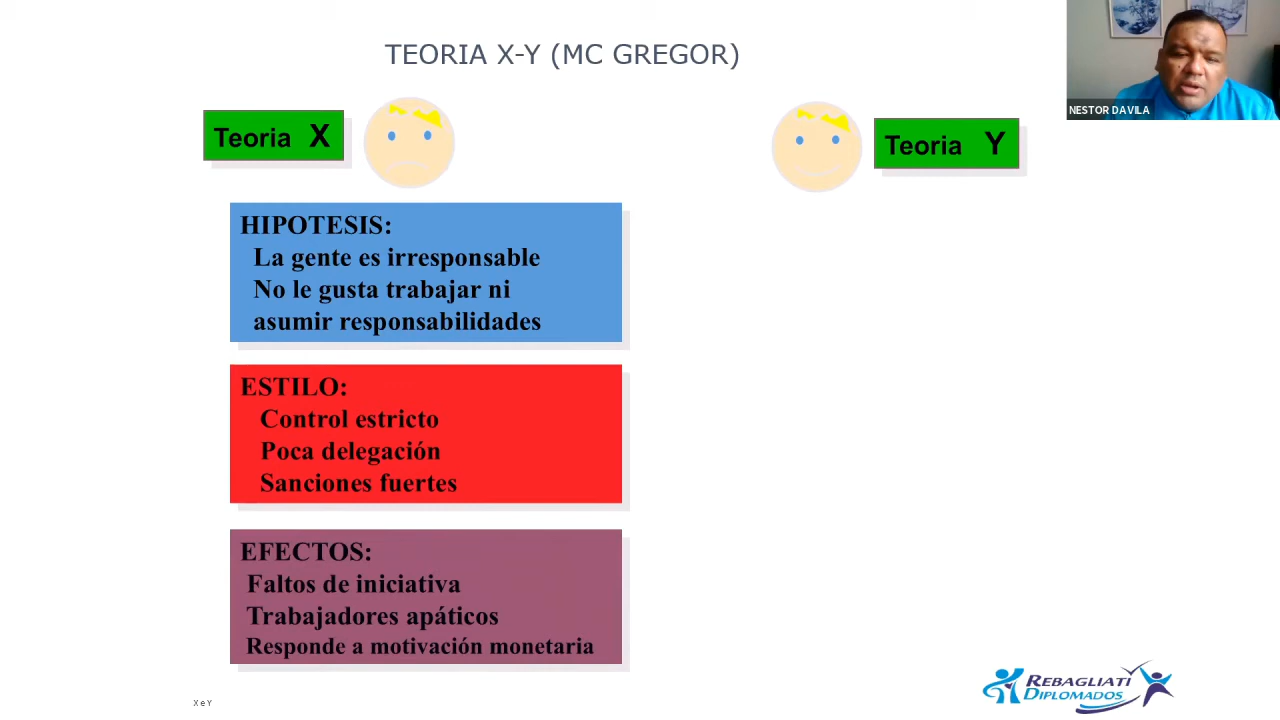 TEORIA X-Y (MC GREGOR)
NESTOR DAVILA
Teoria X
Teoria Y
HIPOTESIS:
La gente es irresponsable
No le gusta trabajar ni
asumir responsabilidades
ESTILO:
Control estricto
Poca delegación
Sanciones fuertes
EFECTOS:
Faltos de iniciativa
Trabajadores apáticos
Responde a motivación monetaria
X e Y
REBAGLIATI
DIPLOMADOS